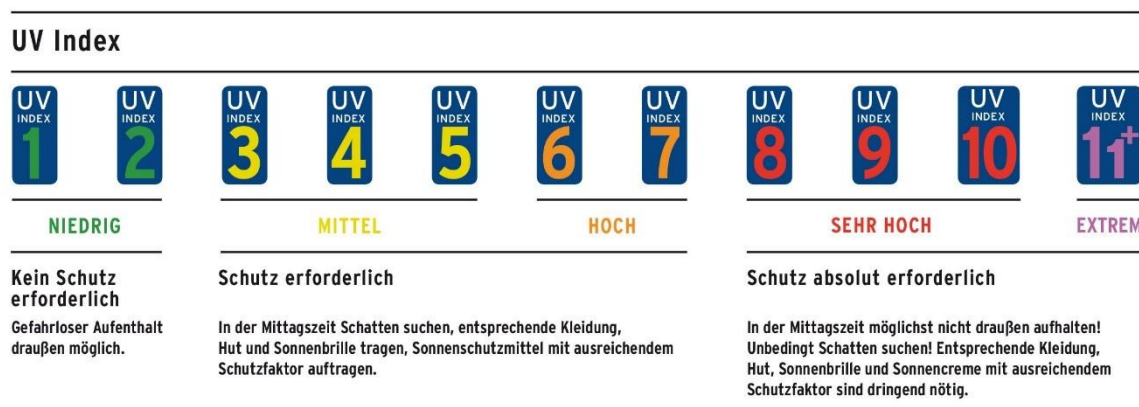 UV Index
UV INDEX 1
UV INDEX 2
UV INDEX 3
UV INDEX 4
UV INDEX 5
UV INDEX 6
UV INDEX 7
UV INDEX 8
UV INDEX 9
UV INDEX 10
UV INDEX 11+
NIEDRIG
MITTEL
HOCH
SEHR HOCH
EXTREM
Kein Schutz
erforderlich
Gefahrloser Aufenthalt
draußen möglich.
Schutz erforderlich
In der Mittagszeit Schatten suchen, entsprechende Kleidung,
Hut und Sonnenbrille tragen, Sonnenschutzmittel mit ausreichendem
Schutzfaktor auftragen.
Schutz absolut erforderlich
In der Mittagszeit möglichst nicht draußen aufhalten!
Unbedingt Schatten suchen! Entsprechende Kleidung,
Hut, Sonnenbrille und Sonnencreme mit ausreichendem
Schutzfaktor sind dringend nötig.